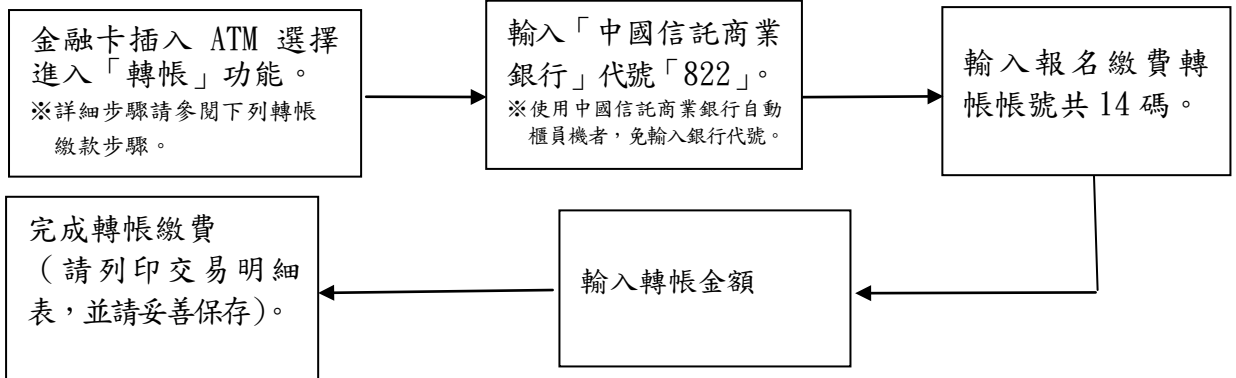 金融卡插入 ATM 選擇
進入「轉帳」功能。
※詳細步驟請參閱下列轉帳
繳款步驟。
輸入「中國信託商業
銀行」代號「822」。
※使用中國信託商業銀行自動
櫃員機者，免輸入銀行代號。
輸入報名繳費轉
帳帳號共14碼。
輸入轉帳金額
完成轉帳繳費
（請列印交易明細
表，並請妥善保存）。